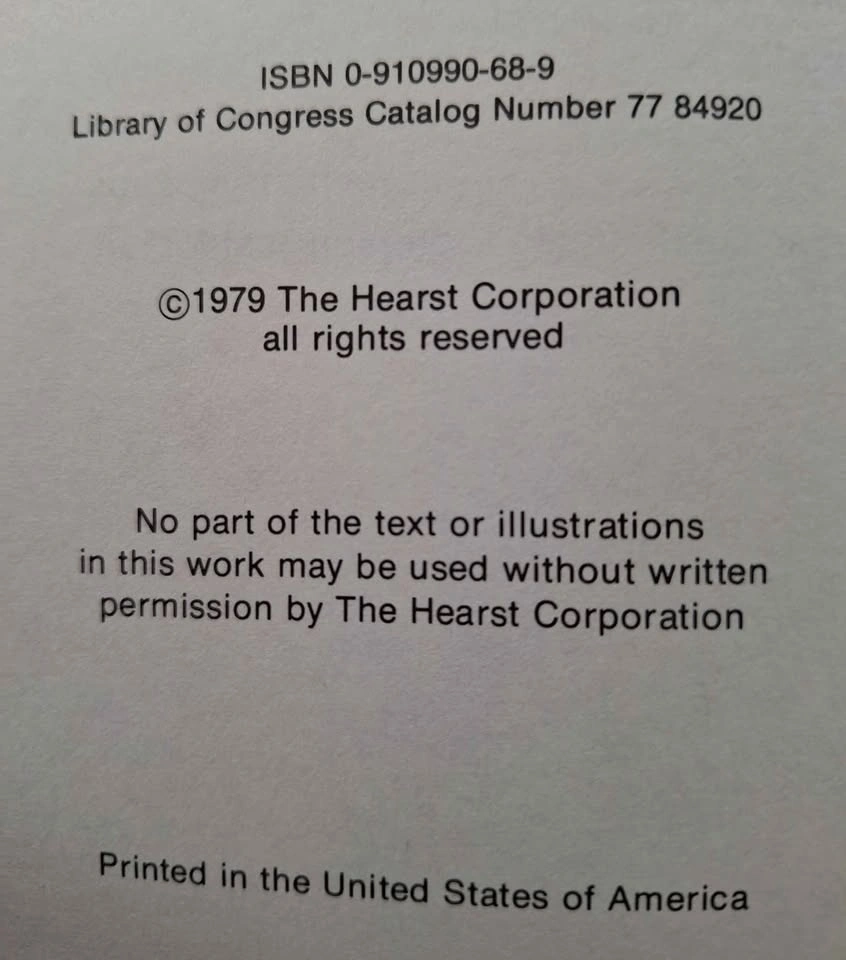 ISBN 0-910990-68-9
Library of Congress Catalog Number 77 84920
©1979 The Hearst Corporation
all rights reserved
No part of the text or illustrations
in this work may be used without written
permission by The Hearst Corporation
Printed in the United States of America